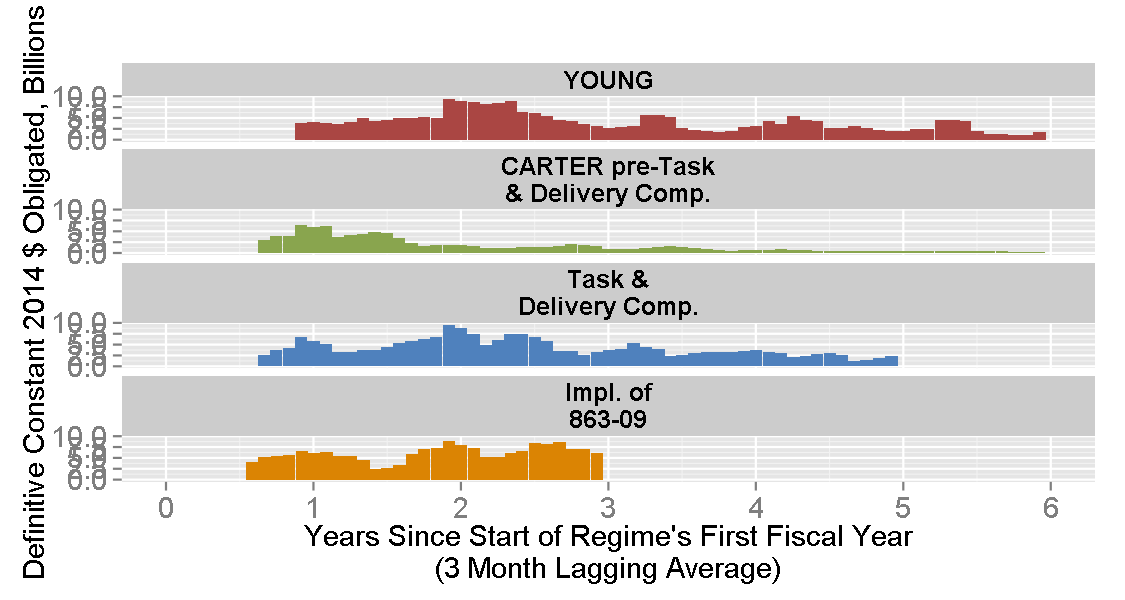 Definitive Constant 2014 $ Obligated, Billions
YOUNG
10.0
0.0
CARTER pre-Task
& Delivery Comp.
10.0
0.0
Task &
Delivery Comp.
10.0
0.0
Impl. of
863-09
10.0
0.0
0 1 2 3 4 5 6
Years Since Start of Regime's First Fiscal Year
(3 Month Lagging Average)